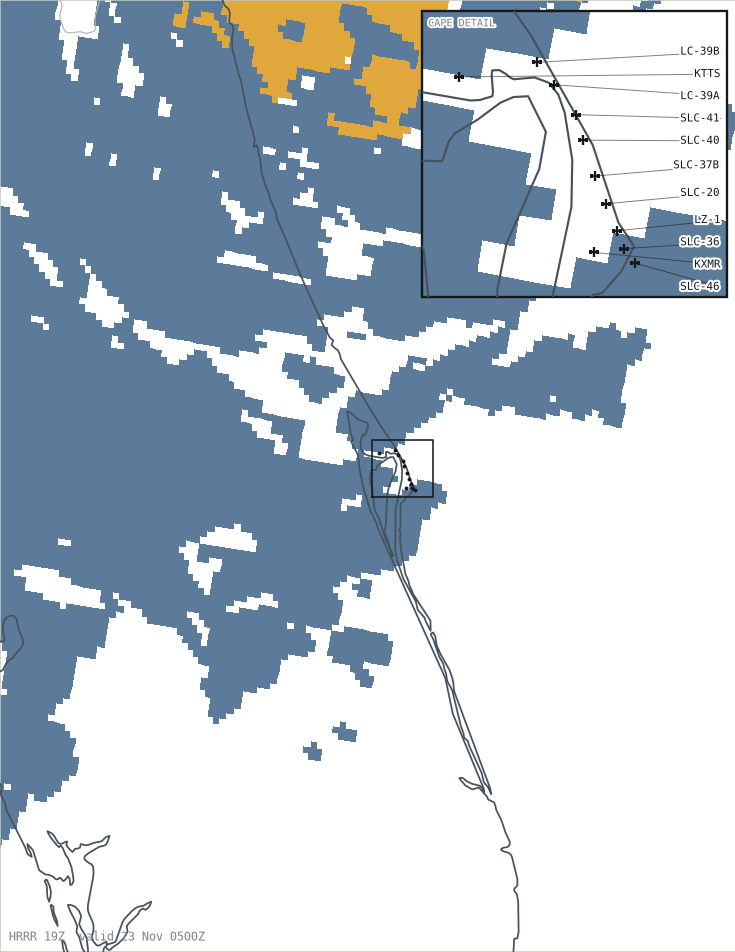 CAPE DETAIL
LC-39B
KTTS
LC-39A
SLC-41
SLC-40
SLC-37B
SLC-20
LZ-1
SLC-36
KXMR
SLC-46
HRRR 19Z valid 23 Nov 0500Z